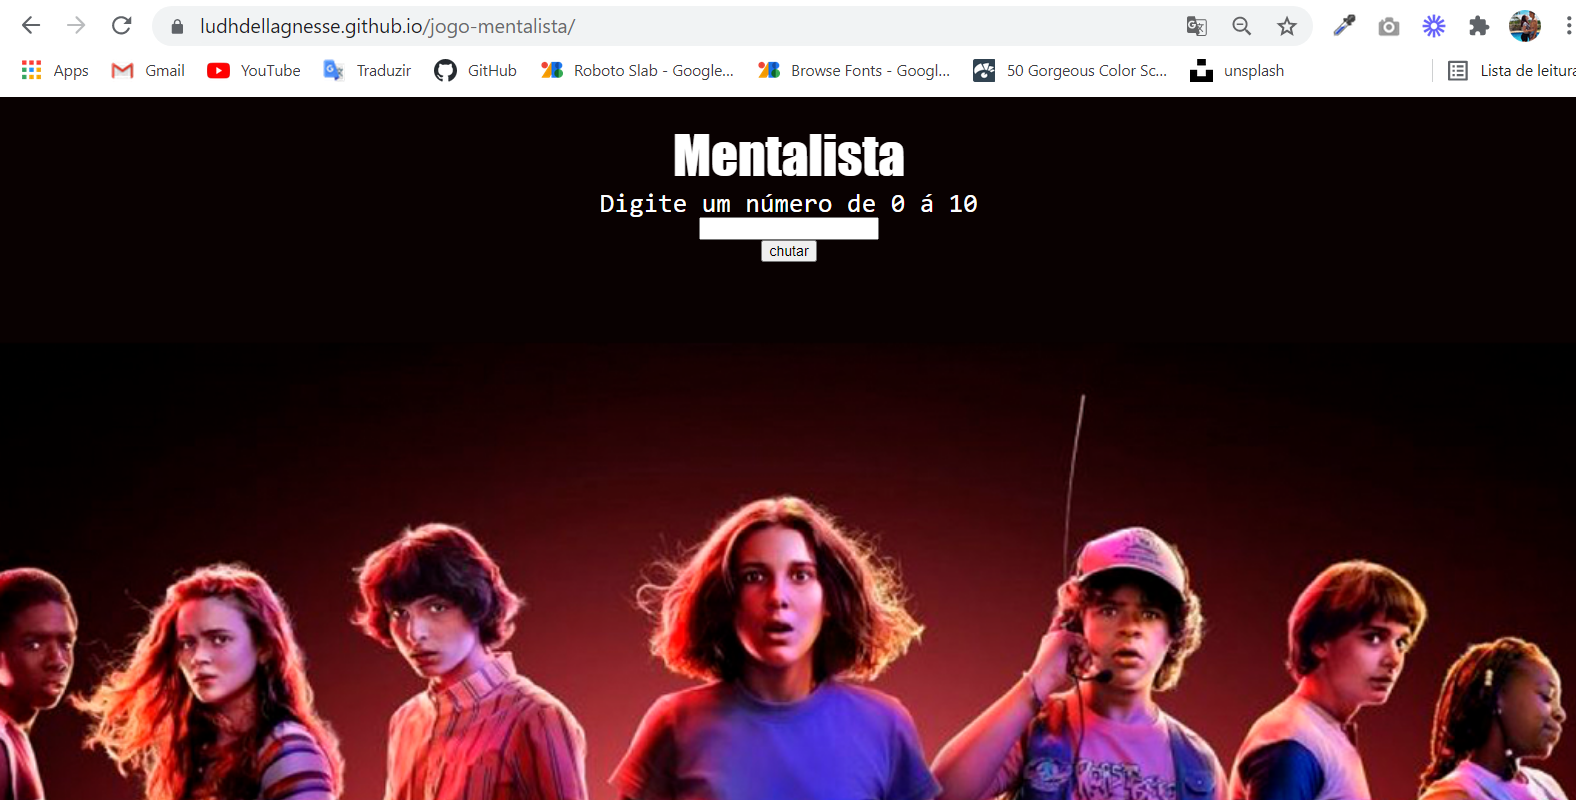 ludhdellagnesse.github.io/jogo-mentalista/
Apps Gmail YouTube Traduzir GitHub Roboto Slab - Google... Browse Fonts - Googl... 50 Gorgeous Color Sc... unsplash Lista de leitura
Mentalista
Digite um número de 0 á 10
chutar